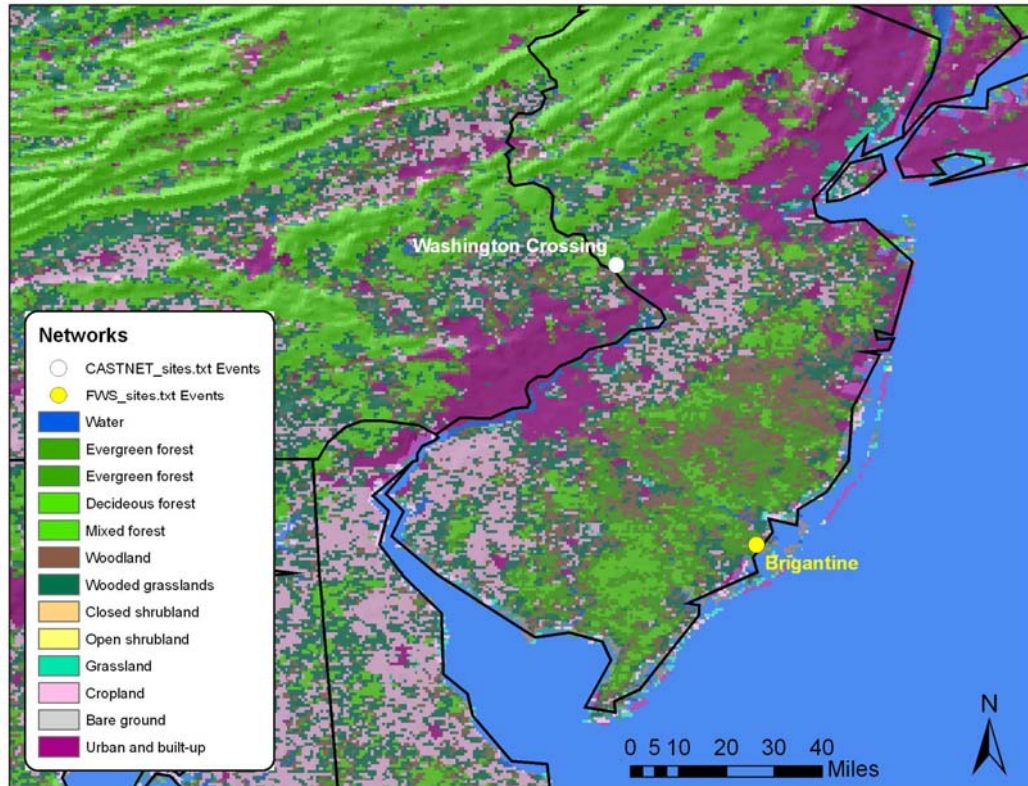 Washington Crossing
Brigantine
Networks
CASTNET_sites.txt Events
FWS_sites.txt Events
Water
Evergreen forest
Evergreen forest
Decideous forest
Mixed forest
Woodland
Wooded grasslands
Closed shrubland
Open shrubland
Grassland
Cropland
Bare ground
Urban and built-up
N
0 5 10 20 30 40
Miles